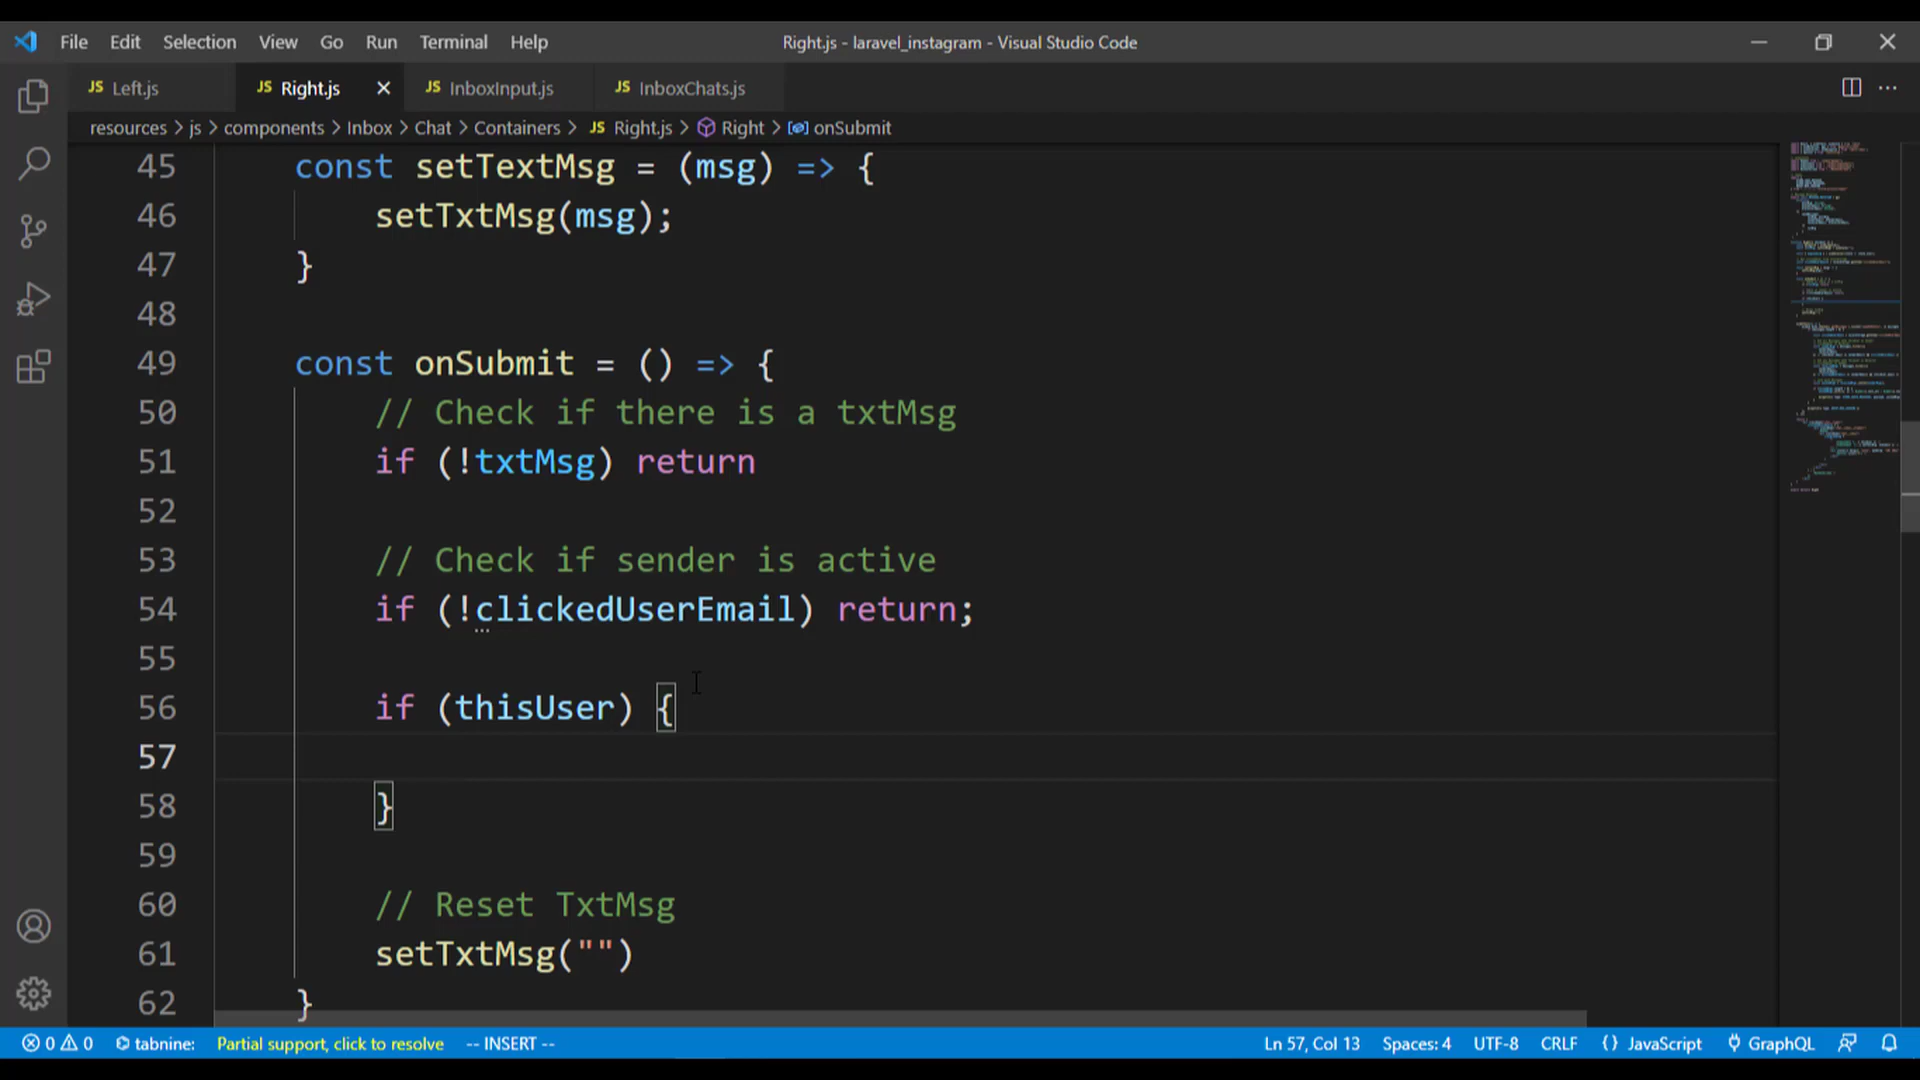 File Edit Selection View Go Run Terminal Help Right.js - laravel_instagram - Visual Studio Code
JS Left.js JS Right.js JS InboxInput.js JS InboxChats.js
resources > js > components > Inbox > Chat > Containers > JS Right.js > Right > onSubmit
45 const setTextMsg = (msg) => {
46 setTxtMsg(msg);
47 }
48
49 const onSubmit = () => {
50 // Check if there is a txtMsg
51 if (!txtMsg) return
52
53 // Check if sender is active
54 if (!clickedUserEmail) return;
55
56 if (thisUser) {
57
58 }
59
60 // Reset TxtMsg
61 setTxtMsg("")
62 }
0 0 tabnine: Partial support, click to resolve -- INSERT -- Ln 57, Col 13 Spaces: 4 UTF-8 CRLF {} JavaScript GraphQL